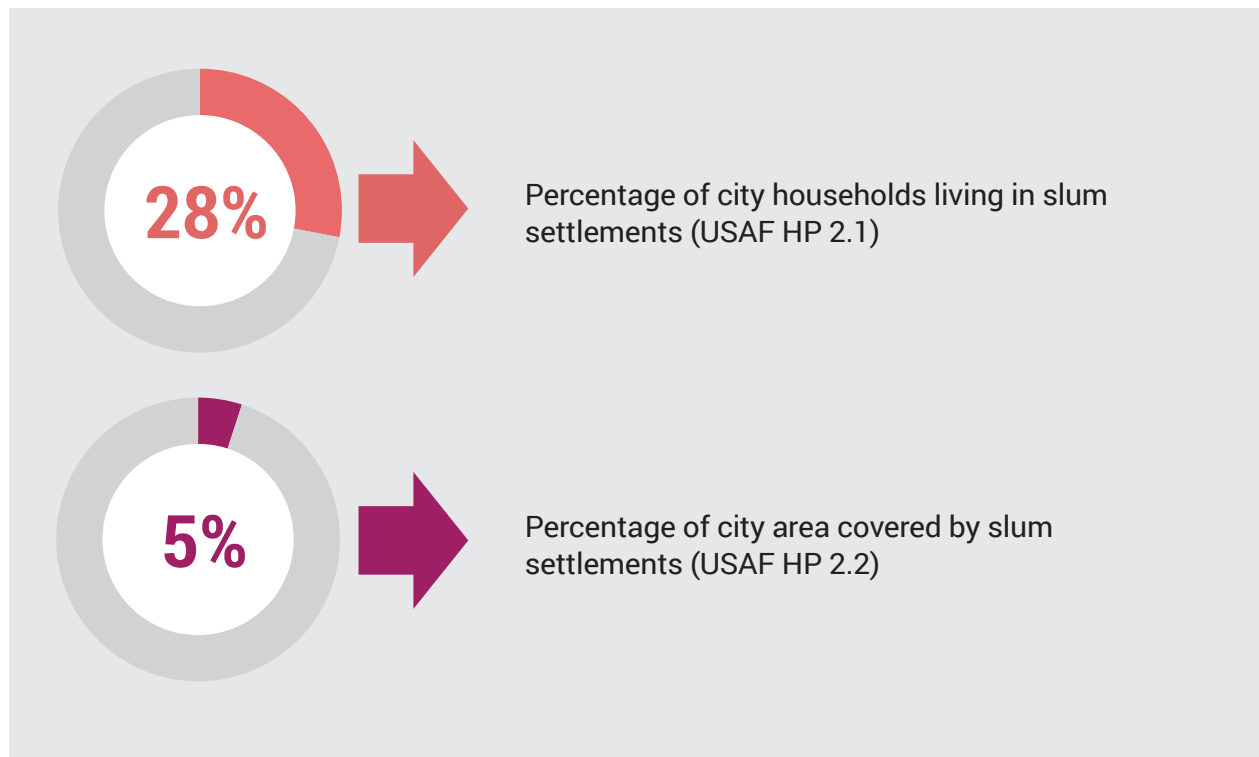 28%
Percentage of city households living in slum
settlements (USAF HP 2.1)
5%
Percentage of city area covered by slum
settlements (USAF HP 2.2)